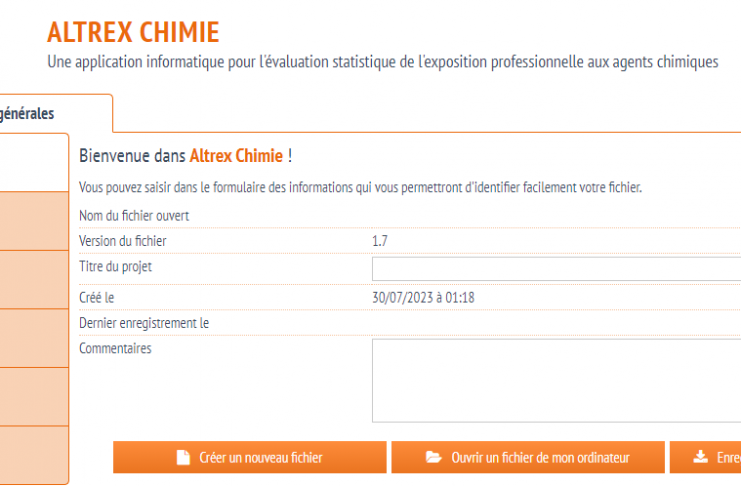 ALTREX CHIMIE
Une application informatique pour l'évaluation statistique de l'exposition professionnelle aux agents chimiques
générales
Bienvenue dans Altrex Chimie !
Vous pouvez saisir dans le formulaire des informations qui vous permettront d'identifier facilement votre fichier.
Nom du fichier ouvert
Version du fichier 1.7
Titre du projet
Créé le 30/07/2023 à 01:18
Dernier enregistrement le
Commentaires
Créer un nouveau fichier Ouvrir un fichier de mon ordinateur